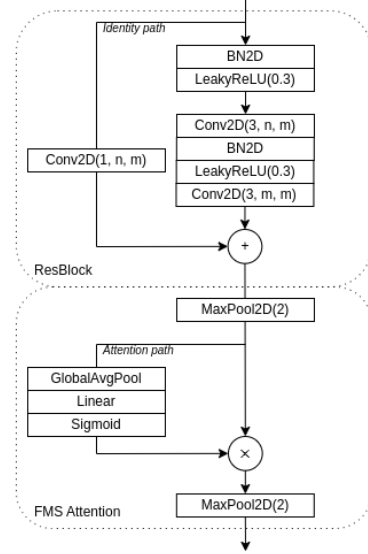 Identity path
BN2D
LeakyReLU(0.3)
Conv2D(3, n, m)
BN2D
LeakyReLU(0.3)
Conv2D(3, m, m)
Conv2D(1, n, m)
+
ResBlock
MaxPool2D(2)
Attention path
GlobalAvgPool
Linear
Sigmoid
×
MaxPool2D(2)
FMS Attention